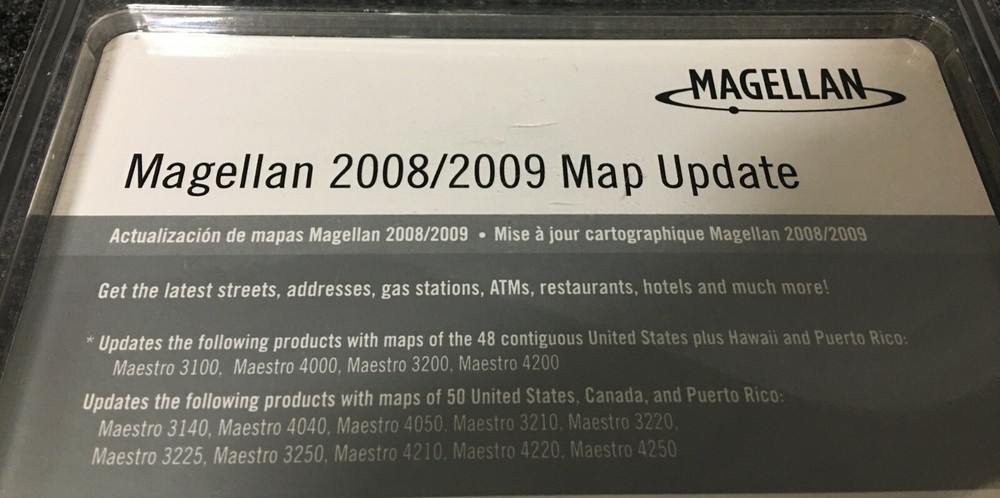 MAGELLAN
Magellan 2008/2009 Map Update
Actualización de mapas Magellan 2008/2009 • Mise à jour cartographique Magellan 2008/2009
Get the latest streets, addresses, gas stations, ATMs, restaurants, hotels and much more!
* Updates the following products with maps of the 48 contiguous United States plus Hawaii and Puerto Rico:
Maestro 3100, Maestro 4000, Maestro 3200, Maestro 4200
Updates the following products with maps of 50 United States, Canada, and Puerto Rico:
Maestro 3140, Maestro 4040, Maestro 4050, Maestro 3210, Maestro 3220,
Maestro 3225, Maestro 3250, Maestro 4210, Maestro 4220, Maestro 4250